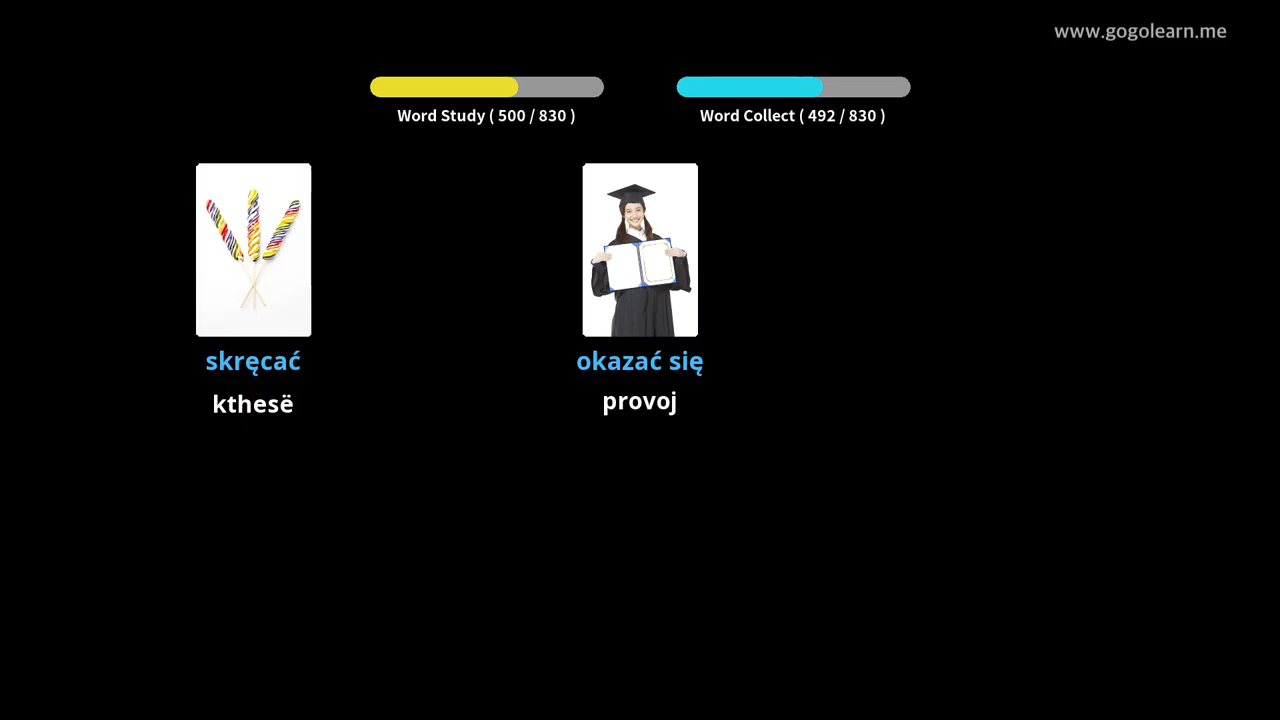 www.gogolearn.me
Word Study ( 500 / 830 )
Word Collect ( 492 / 830 )
skręcać
okazać się
kthesë
provoj